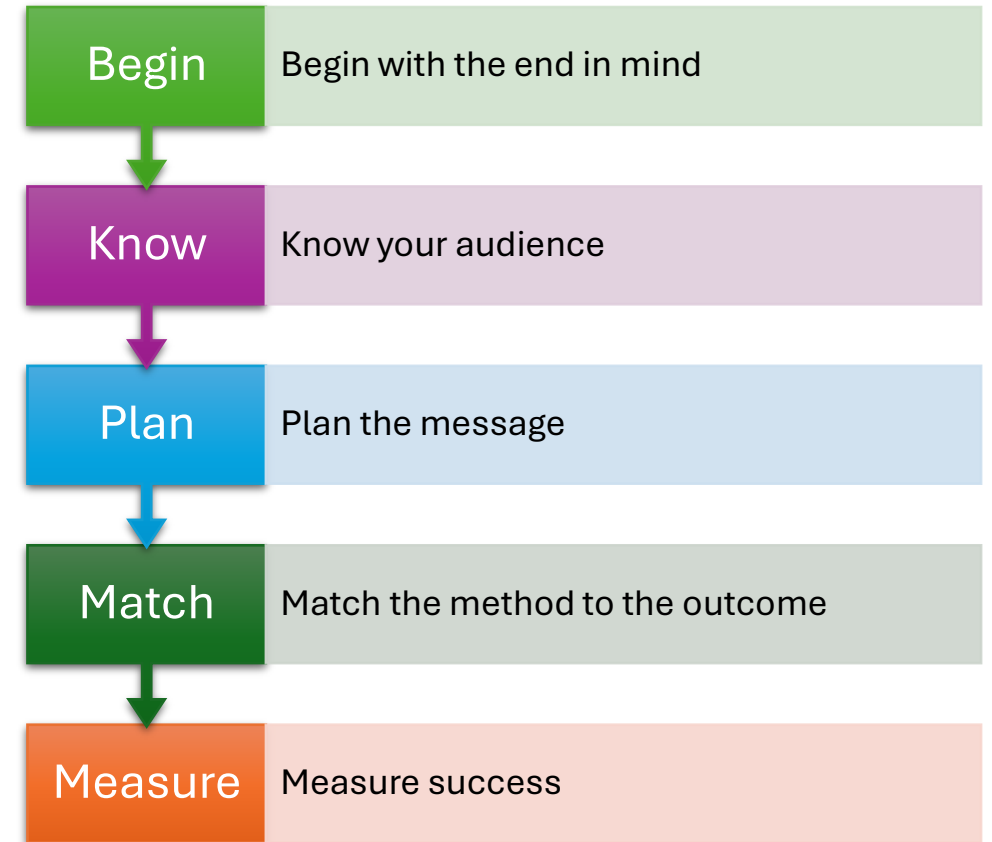 Begin
Begin with the end in mind
Know
Know your audience
Plan
Plan the message
Match
Match the method to the outcome
Measure
Measure success